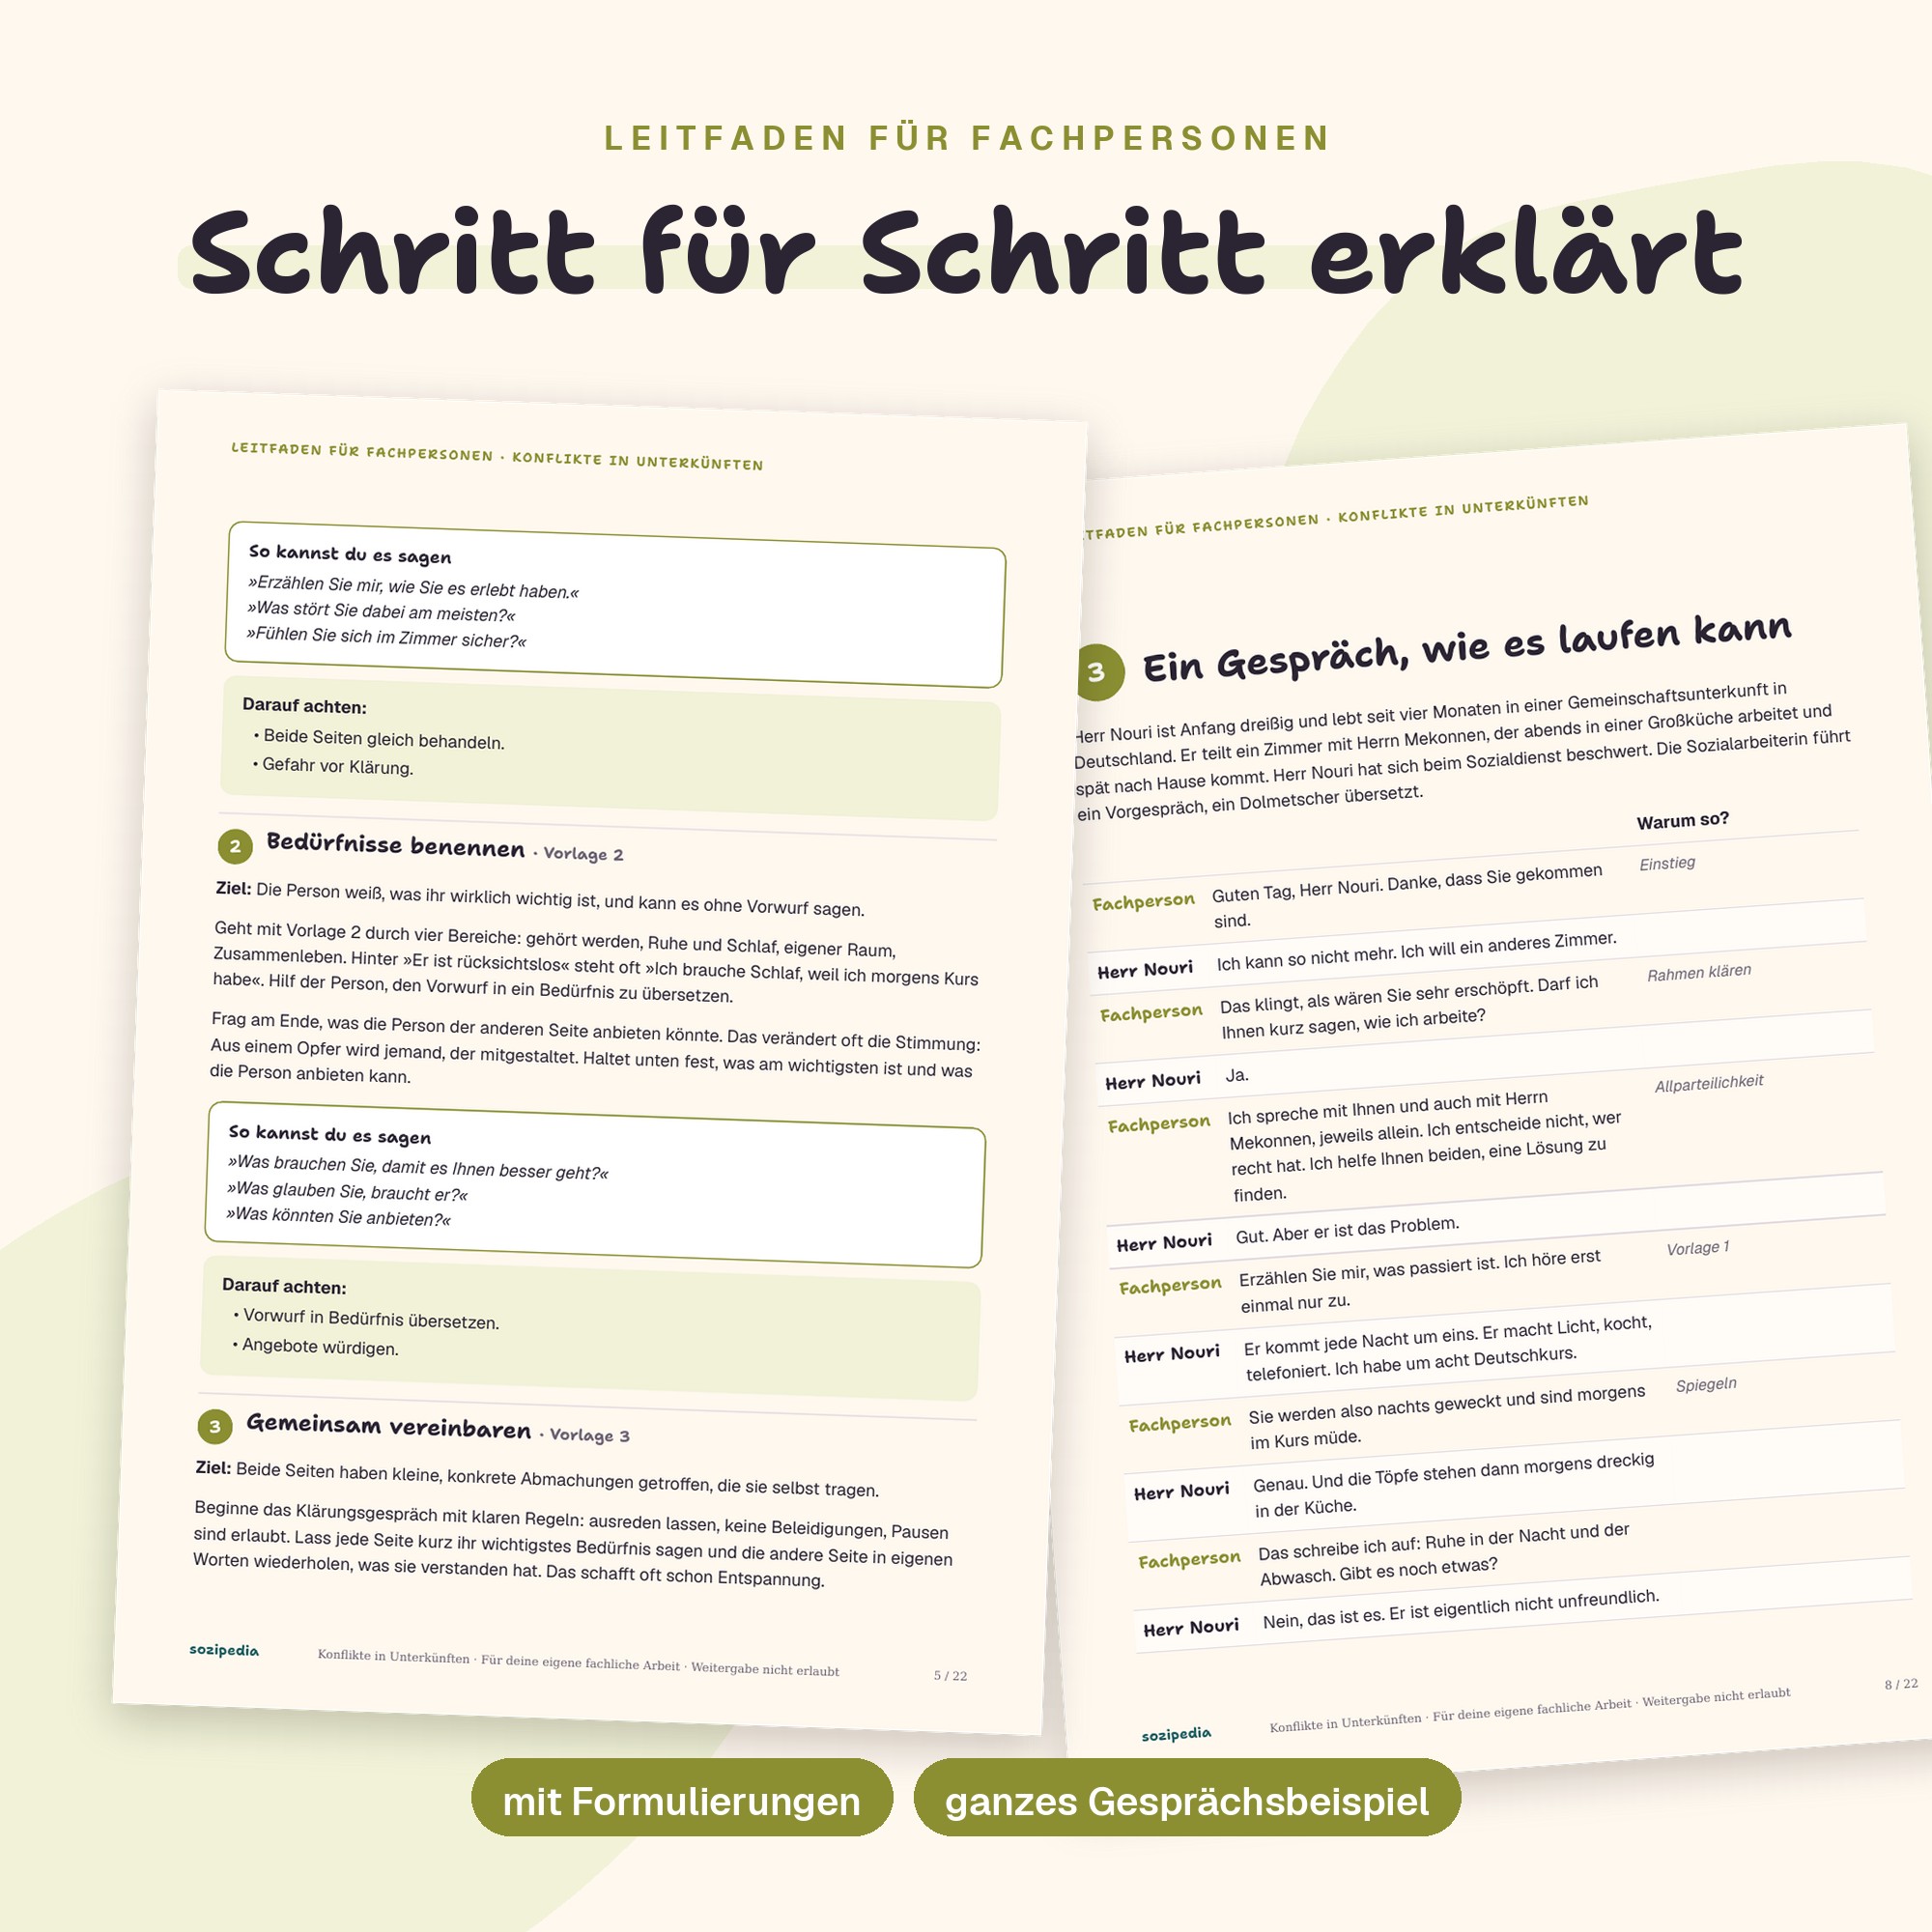 LEITFADEN FÜR FACHPERSONEN
Schritt für Schritt erklärt
LEITFADEN FÜR FACHPERSONEN · KONFLIKTE IN UNTERKÜNFTEN
So kannst du es sagen
»Erzählen Sie mir, wie Sie es erlebt haben.«
»Was stört Sie dabei am meisten?«
»Fühlen Sie sich im Zimmer sicher?«
Darauf achten:
• Beide Seiten gleich behandeln.
• Gefahr vor Klärung.
2 Bedürfnisse benennen · Vorlage 2
Ziel: Die Person weiß, was ihr wirklich wichtig ist, und kann es ohne Vorwurf sagen.
Geht mit Vorlage 2 durch vier Bereiche: gehört werden, Ruhe und Schlaf, eigener Raum,
Zusammenleben. Hinter »Er ist rücksichtslos« steht oft »Ich brauche Schlaf, weil ich morgens Kurs
habe«. Hilf der Person, den Vorwurf in ein Bedürfnis zu übersetzen.
Frag am Ende, was die Person der anderen Seite anbieten könnte. Das verändert oft die Stimmung:
Aus einem Opfer wird jemand, der mitgestaltet. Haltet unten fest, was am wichtigsten ist und was
die Person anbieten kann.
So kannst du es sagen
»Was brauchen Sie, damit es Ihnen besser geht?«
»Was glauben Sie, braucht er?«
»Was könnten Sie anbieten?«
Darauf achten:
• Vorwurf in Bedürfnis übersetzen.
• Angebote würdigen.
3 Gemeinsam vereinbaren · Vorlage 3
Ziel: Beide Seiten haben kleine, konkrete Abmachungen getroffen, die sie selbst tragen.
Beginne das Klärungsgespräch mit klaren Regeln: ausreden lassen, keine Beleidigungen, Pausen
sind erlaubt. Lass jede Seite kurz ihr wichtigstes Bedürfnis sagen und die andere Seite in eigenen
Worten wiederholen, was sie verstanden hat. Das schafft oft schon Entspannung.
sozipedia Konflikte in Unterkünften · Für deine eigene fachliche Arbeit · Weitergabe nicht erlaubt 5 / 22
TFADEN FÜR FACHPERSONEN · KONFLIKTE IN UNTERKÜNFTEN
3 Ein Gespräch, wie es laufen kann
Herr Nouri ist Anfang dreißig und lebt seit vier Monaten in einer Gemeinschaftsunterkunft in
Deutschland. Er teilt ein Zimmer mit Herrn Mekonnen, der abends in einer Großküche arbeitet und
spät nach Hause kommt. Herr Nouri hat sich beim Sozialdienst beschwert. Die Sozialarbeiterin führt
ein Vorgespräch, ein Dolmetscher übersetzt.
Warum so?
Fachperson Guten Tag, Herr Nouri. Danke, dass Sie gekommen Einstieg
sind.
Herr Nouri Ich kann so nicht mehr. Ich will ein anderes Zimmer.
Fachperson Das klingt, als wären Sie sehr erschöpft. Darf ich Rahmen klären
Ihnen kurz sagen, wie ich arbeite?
Herr Nouri Ja.
Fachperson Ich spreche mit Ihnen und auch mit Herrn Allparteilichkeit
Mekonnen, jeweils allein. Ich entscheide nicht, wer
recht hat. Ich helfe Ihnen beiden, eine Lösung zu
finden.
Herr Nouri Gut. Aber er ist das Problem.
Fachperson Erzählen Sie mir, was passiert ist. Ich höre erst Vorlage 1
einmal nur zu.
Herr Nouri Er kommt jede Nacht um eins. Er macht Licht, kocht,
telefoniert. Ich habe um acht Deutschkurs.
Fachperson Sie werden also nachts geweckt und sind morgens Spiegeln
im Kurs müde.
Herr Nouri Genau. Und die Töpfe stehen dann morgens dreckig
in der Küche.
Fachperson Das schreibe ich auf: Ruhe in der Nacht und der
Abwasch. Gibt es noch etwas?
Herr Nouri Nein, das ist es. Er ist eigentlich nicht unfreundlich.
sozipedia Konflikte in Unterkünften · Für deine eigene fachliche Arbeit · Weitergabe nicht erlaubt 8 / 22
mit Formulierungen
ganzes Gesprächsbeispiel